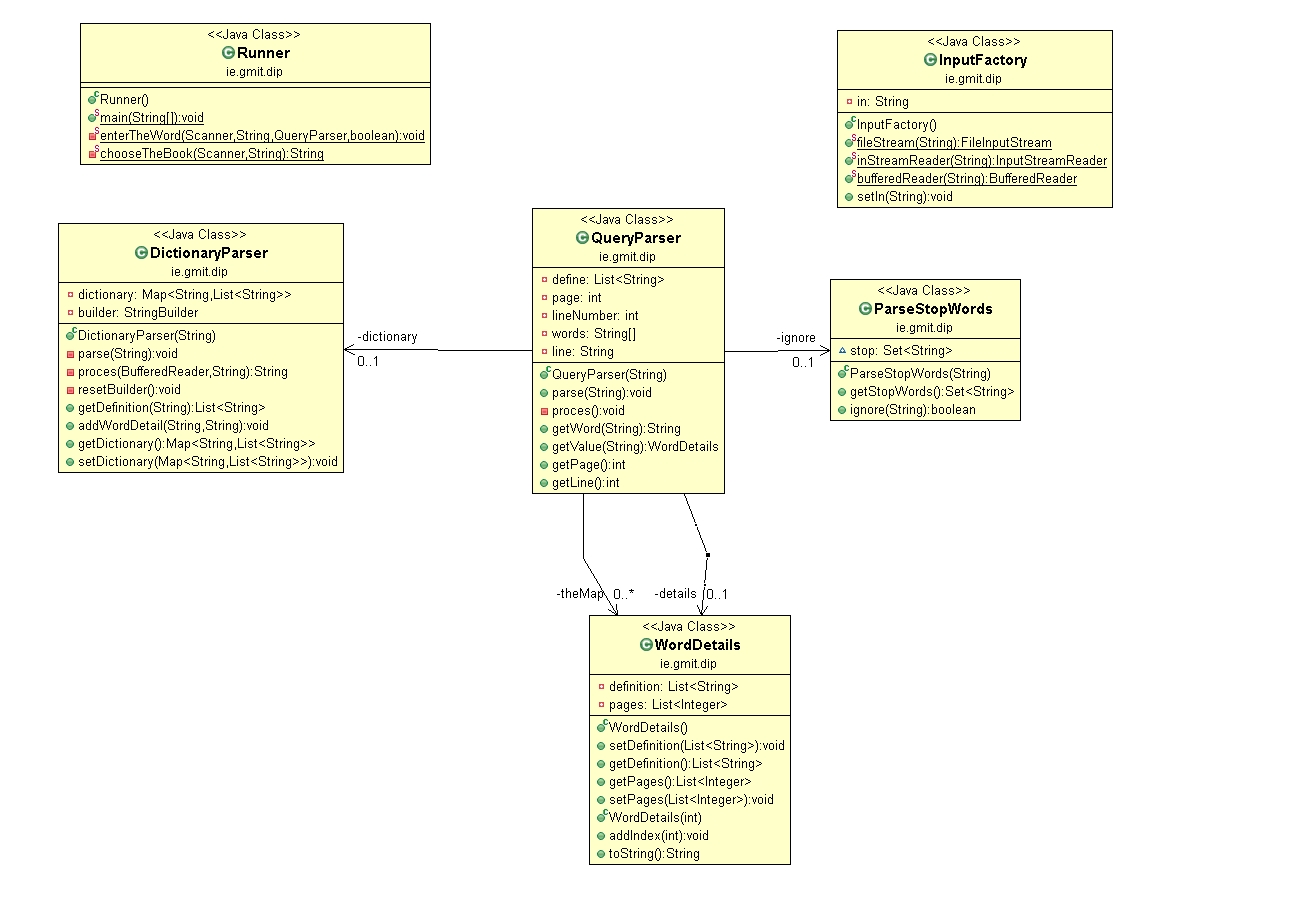 <<Java Class>>
Runner
ie.gmit.dip
Runner()
main(String[]):void
enterTheWord(Scanner,String,QueryParser,boolean):void
chooseTheBook(Scanner,String):String
<<Java Class>>
InputFactory
ie.gmit.dip
in: String
InputFactory()
fileStream(String):FileInputStream
inStreamReader(String):InputStreamReader
bufferedReader(String):BufferedReader
setIn(String):void
<<Java Class>>
DictionaryParser
ie.gmit.dip
dictionary: Map<String,List<String>>
builder: StringBuilder
DictionaryParser(String)
parse(String):void
proces(BufferedReader,String):String
resetBuilder():void
getDefinition(String):List<String>
addWordDetail(String,String):void
getDictionary():Map<String,List<String>>
setDictionary(Map<String,List<String>>):void
-dictionary
0..1
<<Java Class>>
QueryParser
ie.gmit.dip
define: List<String>
page: int
lineNumber: int
words: String[]
line: String
QueryParser(String)
parse(String):void
proces():void
getWord(String):String
getValue(String):WordDetails
getPage():int
getLine():int
-ignore
0..1
<<Java Class>>
ParseStopWords
ie.gmit.dip
stop: Set<String>
ParseStopWords(String)
getStopWords():Set<String>
ignore(String):boolean
-theMap 0..* -details 0..1
<<Java Class>>
WordDetails
ie.gmit.dip
definition: List<String>
pages: List<Integer>
WordDetails()
setDefinition(List<String>):void
getDefinition():List<String>
getPages():List<Integer>
setPages(List<Integer>):void
WordDetails(int)
addIndex(int):void
toString():String